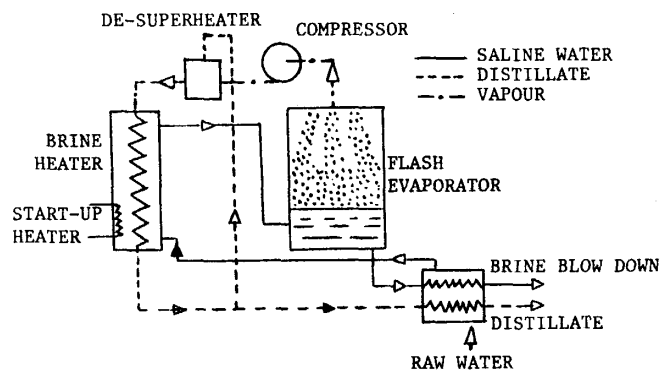 DE-SUPERHEATER
COMPRESSOR
SALINE WATER
DISTILLATE
VAPOUR
BRINE
HEATER
FLASH
EVAPORATOR
START-UP
HEATER
BRINE BLOW DOWN
DISTILLATE
RAW WATER